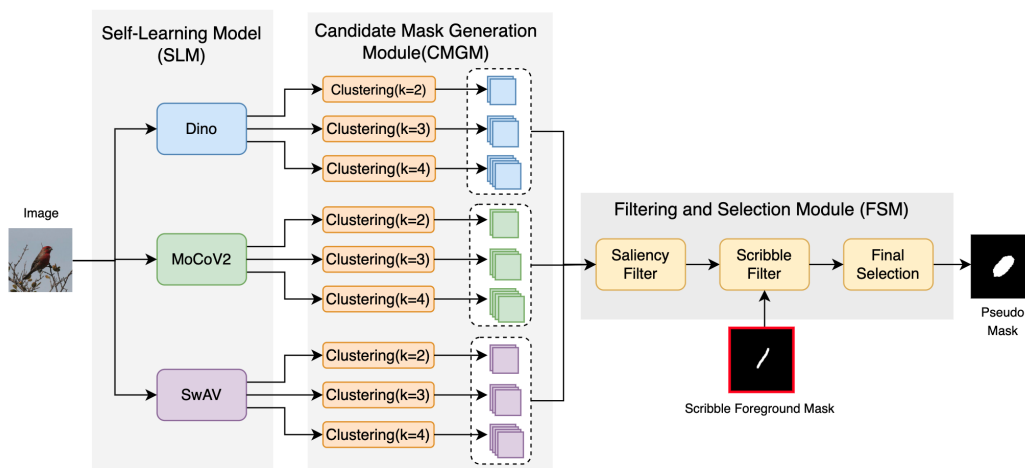 Self-Learning Model
(SLM)
Candidate Mask Generation
Module(CMGM)
Dino
Clustering(k=2)
Clustering(k=3)
Clustering(k=4)
Image
MoCoV2
Clustering(k=2)
Clustering(k=3)
Clustering(k=4)
SwAV
Clustering(k=2)
Clustering(k=3)
Clustering(k=4)
Filtering and Selection Module (FSM)
Saliency
Filter
Scribble
Filter
Final
Selection
Pseudo
Mask
Scribble Foreground Mask